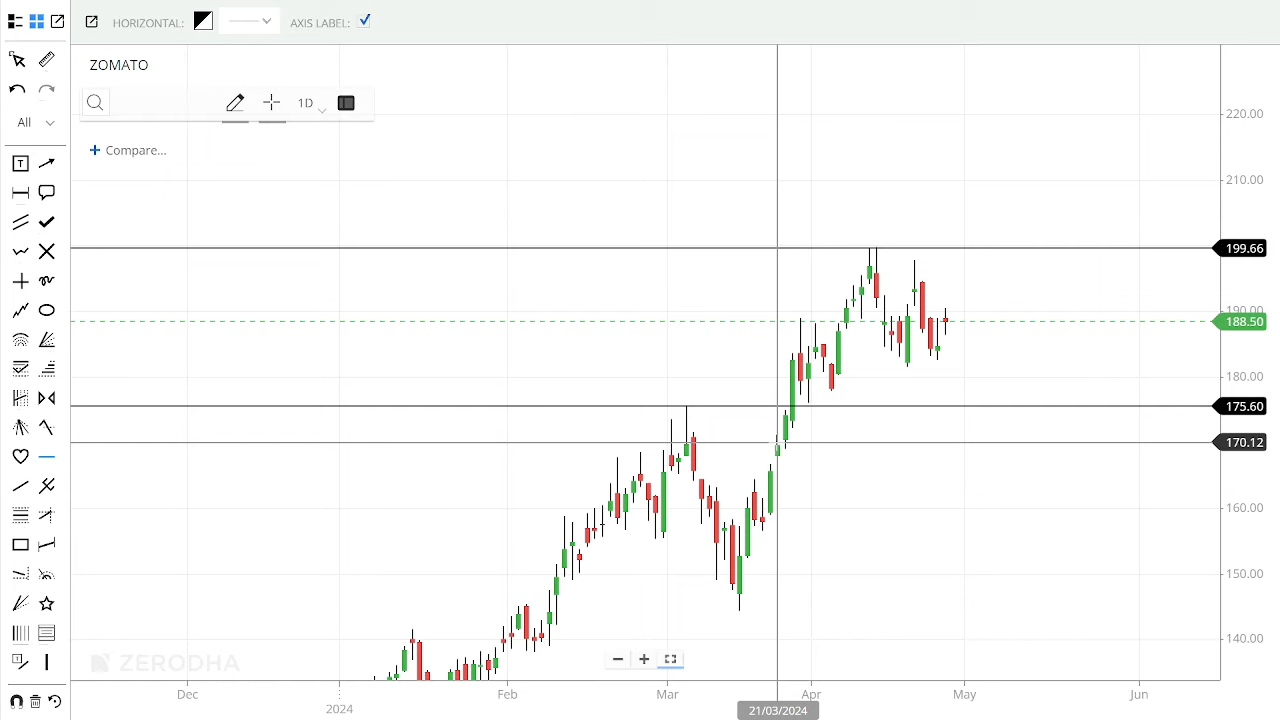 HORIZONTAL:
AXIS LABEL:
ZOMATO
1D
All
Compare...
T
220.00
210.00
199.66
190.00
188.50
180.00
175.60
170.12
160.00
150.00
140.00
ZERODHA
Dec
2024
Feb
Mar
Apr
May
Jun
21/03/2024